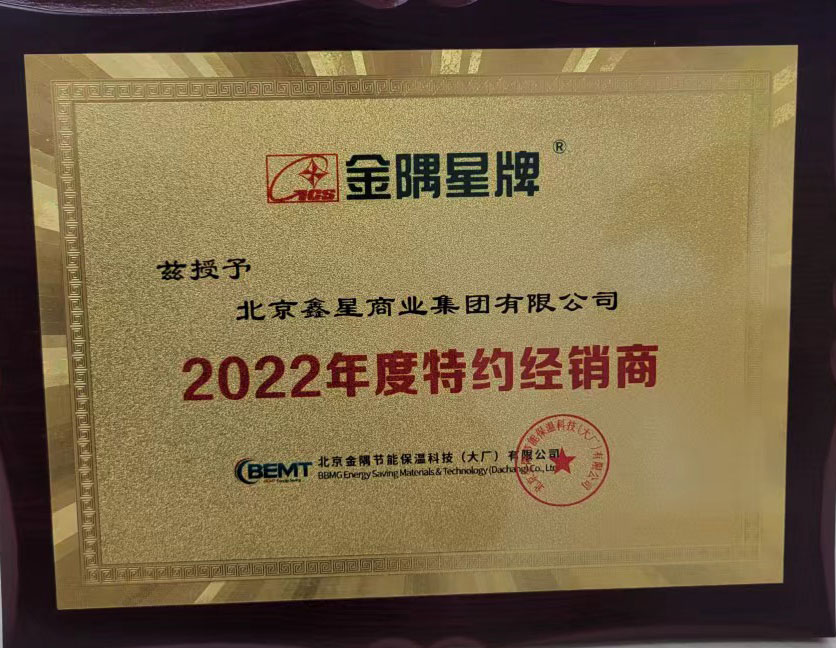 金隅星牌®
兹授予
北京鑫星商业集团有限公司
2022年度特约经销商
BEMT
北京金隅节能保温科技（大厂）有限公司
BBMG Energy Saving Materials & Technology (Dachang) Co., Ltd